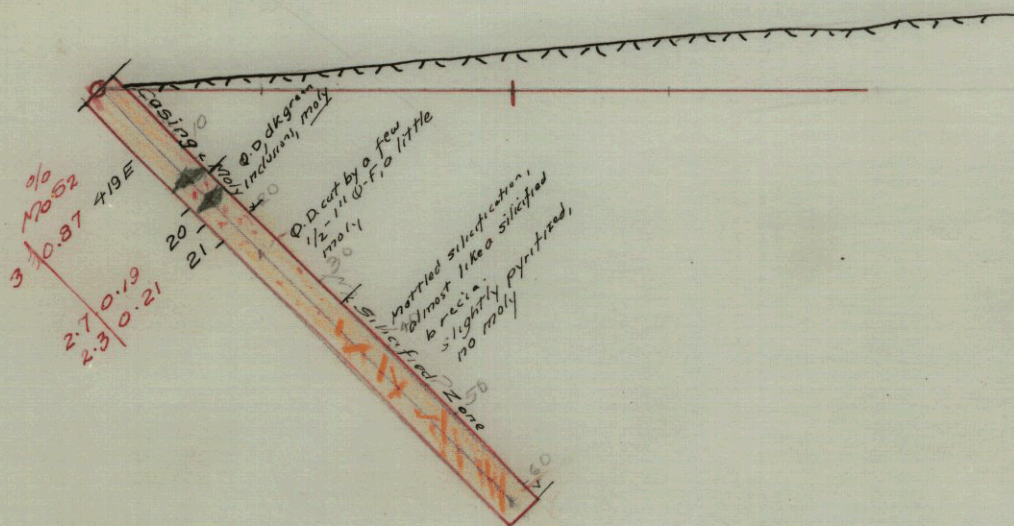 Casing
Moly
10
Q.D, dk green
inclusions, moly
20
Q.D. cut by a few
1/2-1" Q-F, a little
moly
30
Mottled silicification,
almost like a silicified
brecia.
slightly pyritized,
no moly
40
Silicified Zone
50
60
%
MoS2
0.87
3
419E
20
21
2.7 0.19
2.3 0.21